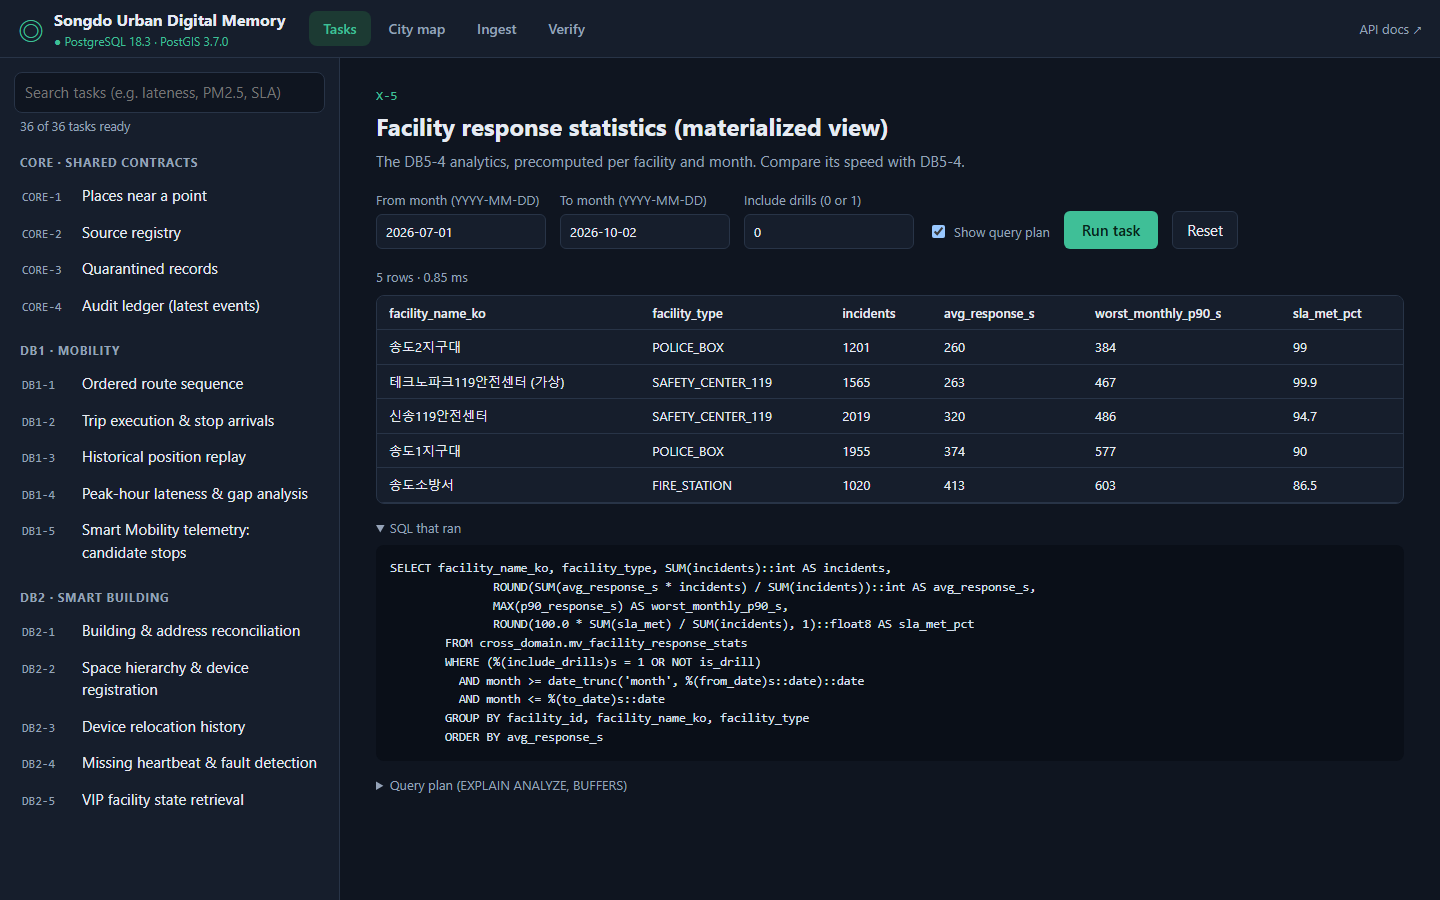 Songdo Urban Digital Memory
● PostgreSQL 18.3 · PostGIS 3.7.0
Tasks
City map
Ingest
Verify
API docs ↗
Search tasks (e.g. lateness, PM2.5, SLA)
36 of 36 tasks ready
CORE · SHARED CONTRACTS
CORE-1 Places near a point
CORE-2 Source registry
CORE-3 Quarantined records
CORE-4 Audit ledger (latest events)
DB1 · MOBILITY
DB1-1 Ordered route sequence
DB1-2 Trip execution & stop arrivals
DB1-3 Historical position replay
DB1-4 Peak-hour lateness & gap analysis
DB1-5 Smart Mobility telemetry:
candidate stops
DB2 · SMART BUILDING
DB2-1 Building & address reconciliation
DB2-2 Space hierarchy & device
registration
DB2-3 Device relocation history
DB2-4 Missing heartbeat & fault detection
DB2-5 VIP facility state retrieval
X-5
Facility response statistics (materialized view)
The DB5-4 analytics, precomputed per facility and month. Compare its speed with DB5-4.
From month (YYYY-MM-DD) To month (YYYY-MM-DD) Include drills (0 or 1)
2026-07-01 2026-10-02 0 Show query plan Run task Reset
5 rows · 0.85 ms
facility_name_ko facility_type incidents avg_response_s worst_monthly_p90_s sla_met_pct
송도2지구대 POLICE_BOX 1201 260 384 99
테크노파크119안전센터 (가상) SAFETY_CENTER_119 1565 263 467 99.9
신송119안전센터 SAFETY_CENTER_119 2019 320 486 94.7
송도1지구대 POLICE_BOX 1955 374 577 90
송도소방서 FIRE_STATION 1020 413 603 86.5
▼ SQL that ran
SELECT facility_name_ko, facility_type, SUM(incidents)::int AS incidents,
ROUND(SUM(avg_response_s * incidents) / SUM(incidents))::int AS avg_response_s,
MAX(p90_response_s) AS worst_monthly_p90_s,
ROUND(100.0 * SUM(sla_met) / SUM(incidents), 1)::float8 AS sla_met_pct
FROM cross_domain.mv_facility_response_stats
WHERE (%(include_drills)s = 1 OR NOT is_drill)
AND month >= date_trunc('month', %(from_date)s::date)::date
AND month <= %(to_date)s::date
GROUP BY facility_id, facility_name_ko, facility_type
ORDER BY avg_response_s
▶ Query plan (EXPLAIN ANALYZE, BUFFERS)